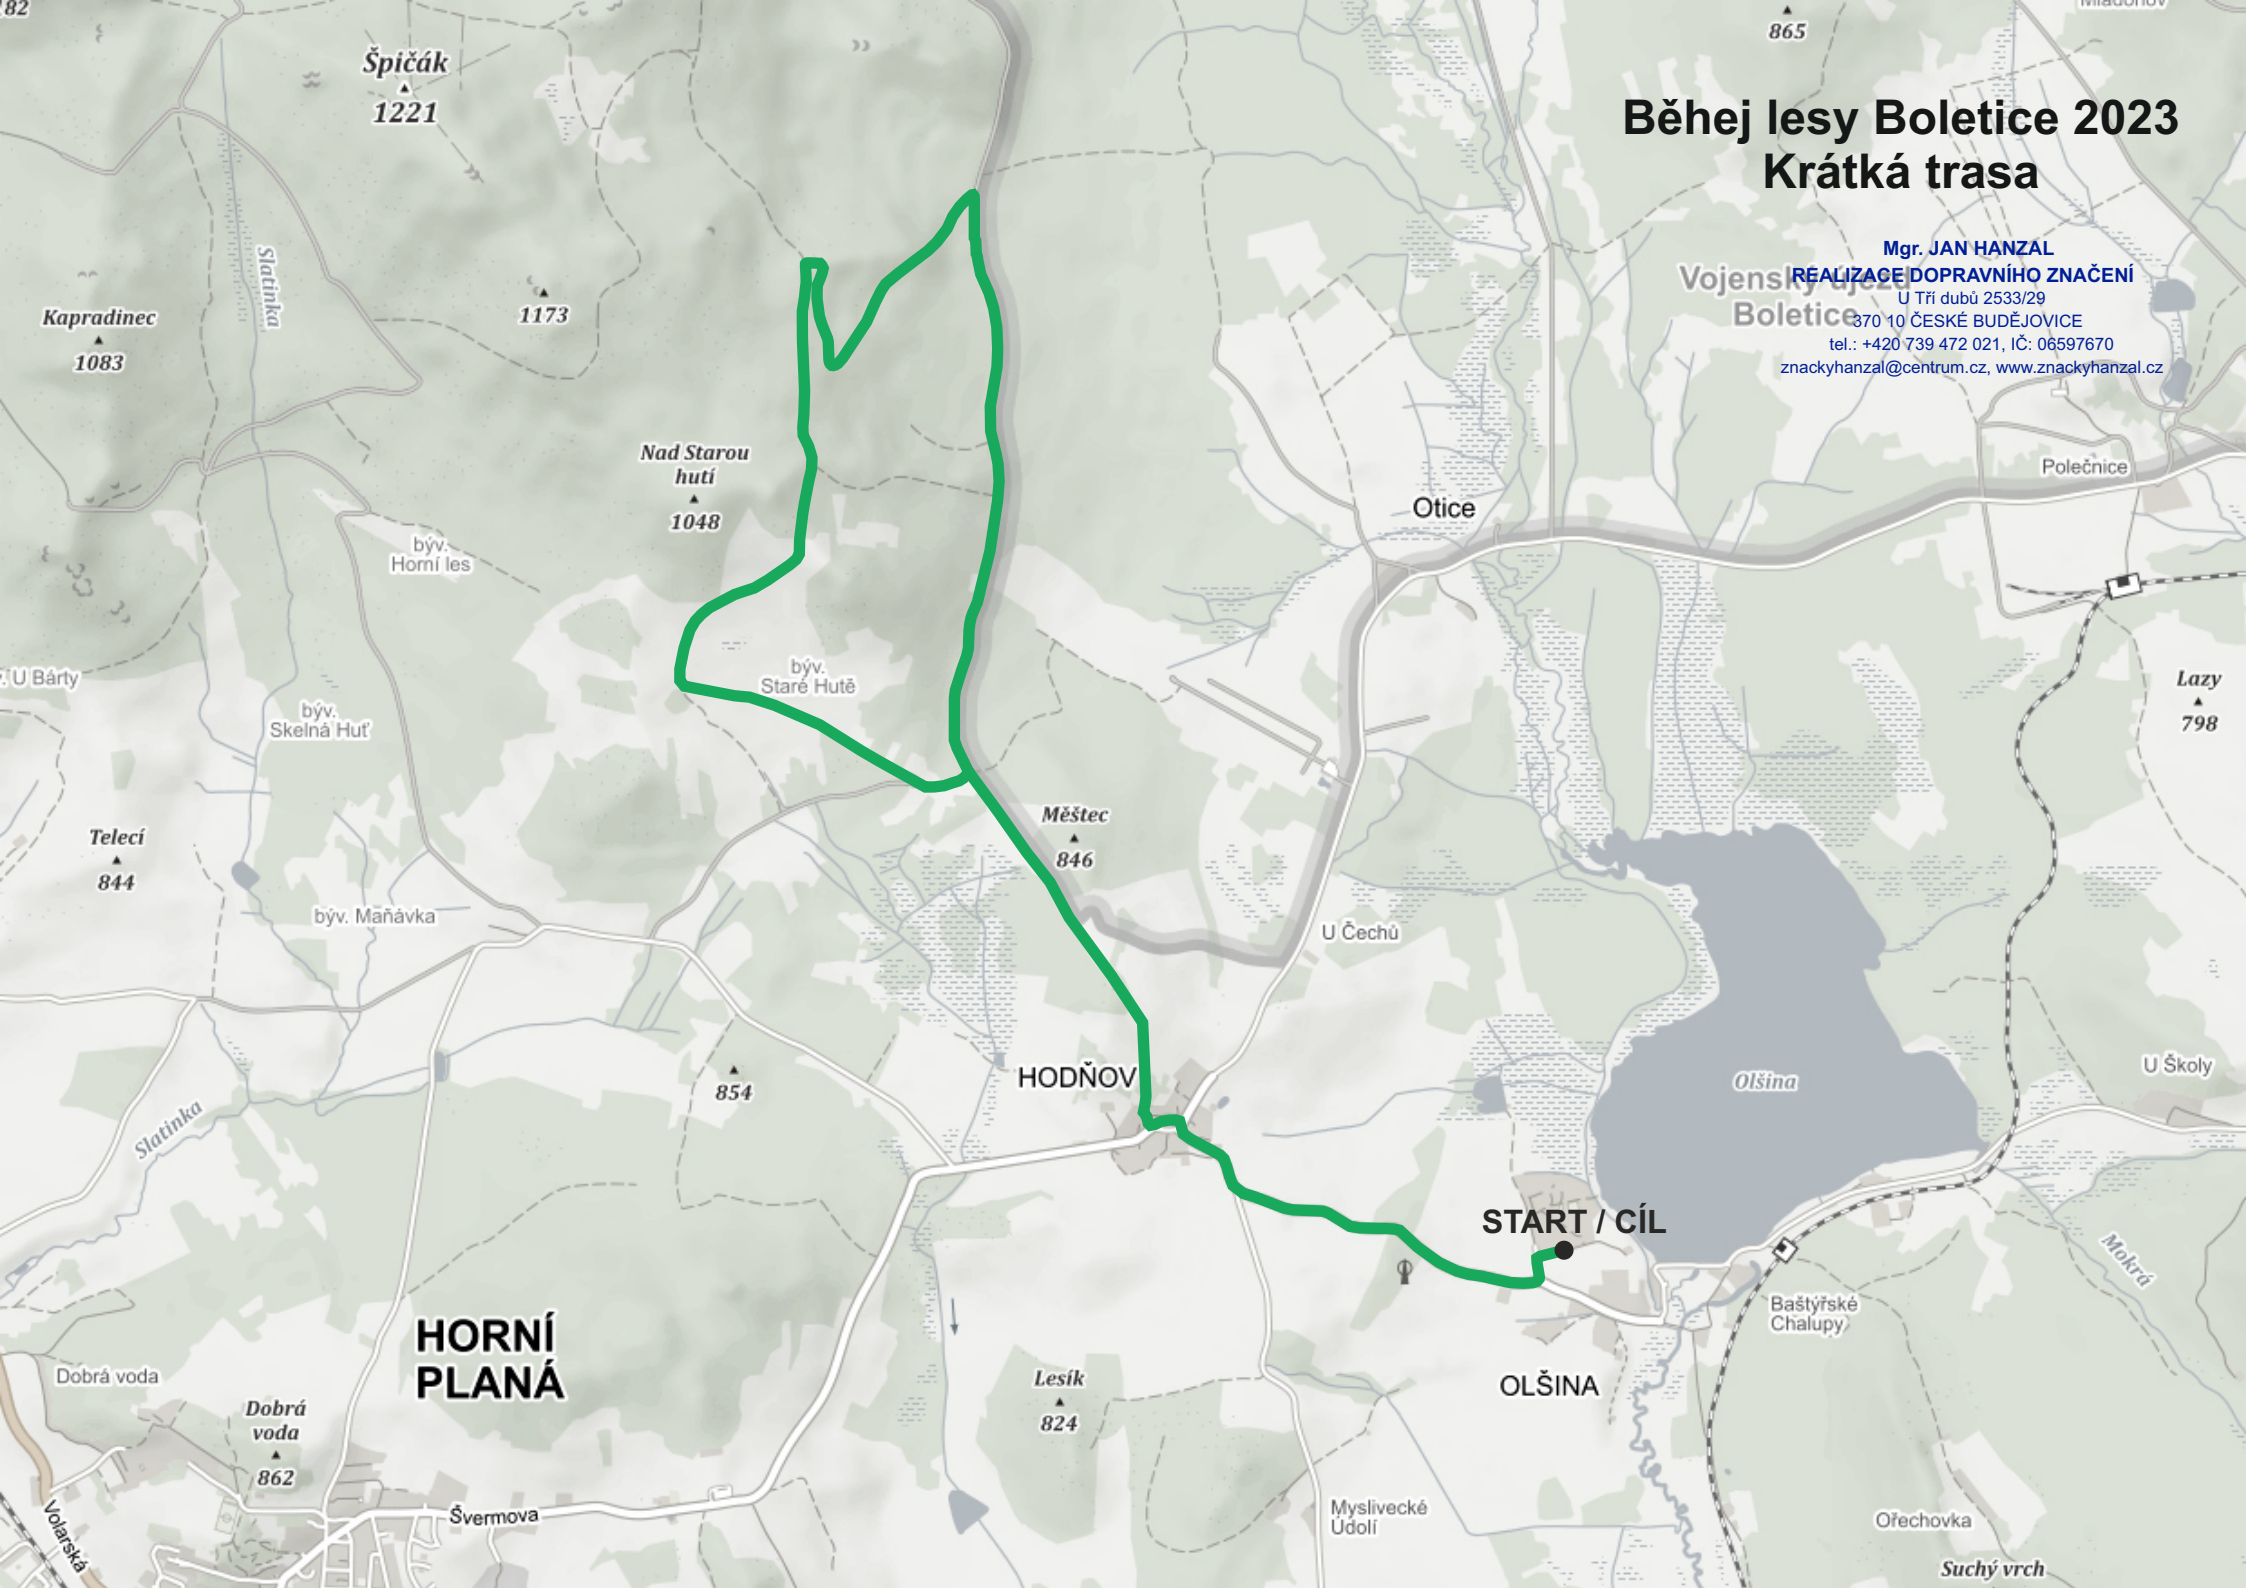 182
Mladoňov
865
Špičák
1221
Běhej lesy Boletice 2023
Krátká trasa
Mgr. JAN HANZAL
REALIZACE DOPRAVNÍHO ZNAČENÍ
U Tří dubů 2533/29
370 10 ČESKÉ BUDĚJOVICE
tel.: +420 739 472 021, IČ: 06597670
znackyhanzal@centrum.cz, www.znackyhanzal.cz
Vojenský újezd
Boletice
Slatinka
Kapradinec
1083
1173
Nad Starou
hutí
1048
Polečnice
Otice
býv.
Horní les
býv.
Staré Hutě
U Bárty
Lazy
798
býv.
Skelná Huť
Měštec
846
Telecí
844
býv. Maňávka
U Čechů
HODŇOV
854
Olšina
U Školy
Slatinka
START / CÍL
Mokrá
Baštýřské
Chalupy
HORNÍ
PLANÁ
Dobrá voda
Lesík
824
OLŠINA
Dobrá
voda
862
Volarská
Švermova
Myslivecké
Údolí
Ořechovka
Suchý vrch